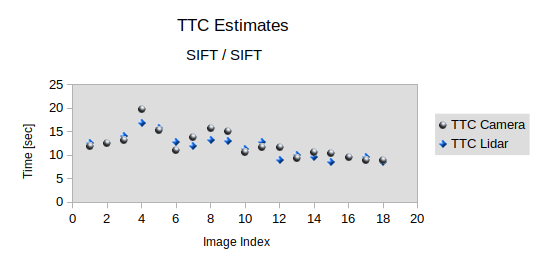 TTC Estimates
SIFT / SIFT
25
20
15
10
5
0
0 2 4 6 8 10 12 14 16 18 20
Time [sec]
Image Index
TTC Camera
TTC Lidar